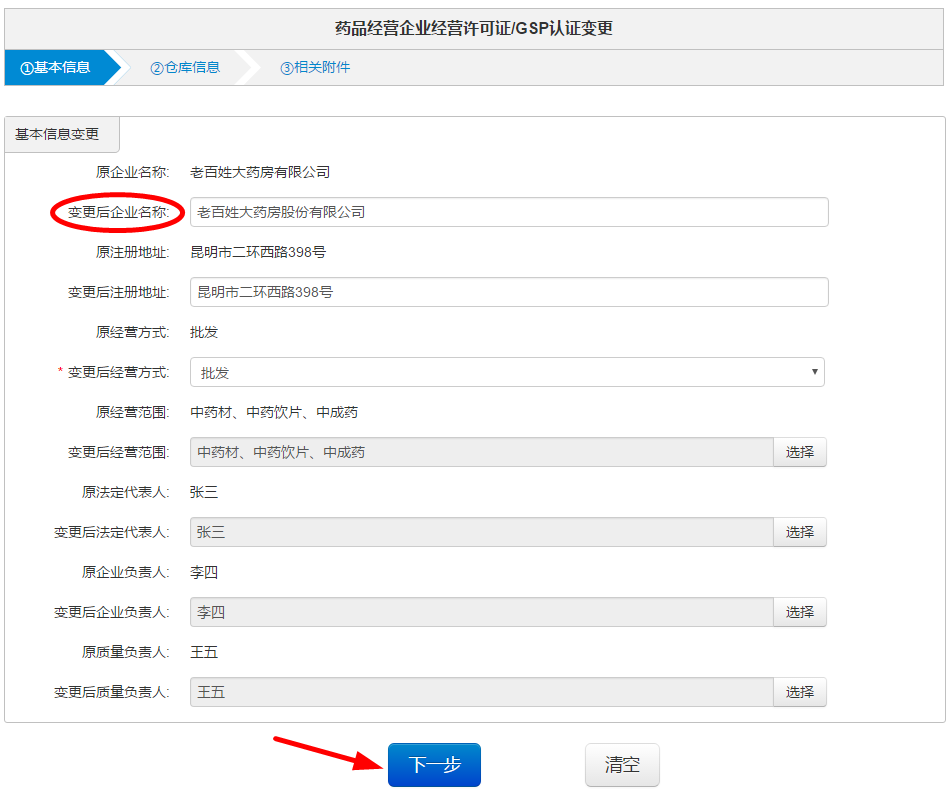 药品经营企业经营许可证/GSP认证变更
①基本信息 ②仓库信息 ③相关附件
基本信息变更
原企业名称: 老百姓大药房有限公司
变更后企业名称: 老百姓大药房股份有限公司
原注册地址: 昆明市二环西路398号
变更后注册地址: 昆明市二环西路398号
原经营方式: 批发
* 变更后经营方式: 批发
原经营范围: 中药材、中药饮片、中成药
变更后经营范围: 中药材、中药饮片、中成药 选择
原法定代表人: 张三
变更后法定代表人: 张三 选择
原企业负责人: 李四
变更后企业负责人: 李四 选择
原质量负责人: 王五
变更后质量负责人: 王五 选择
下一步 清空